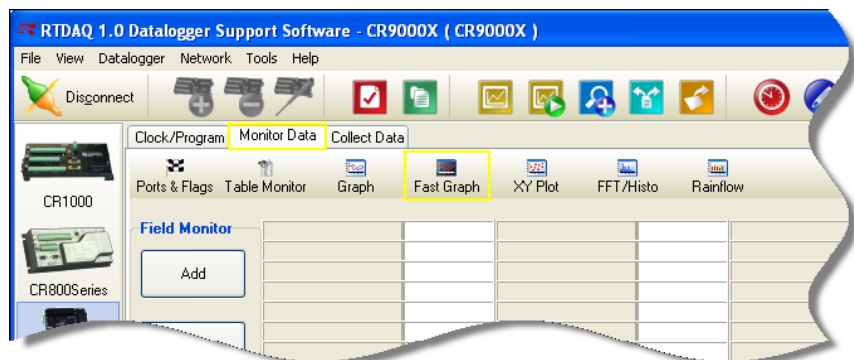 RTDAQ 1.0 Datalogger Support Software - CR9000X ( CR9000X )
File View Datalogger Network Tools Help
Disconnect
Clock/Program Monitor Data Collect Data
Ports & Flags Table Monitor Graph Fast Graph XY Plot FFT/Histo Rainflow
CR1000
Field Monitor
Add
CR800Series